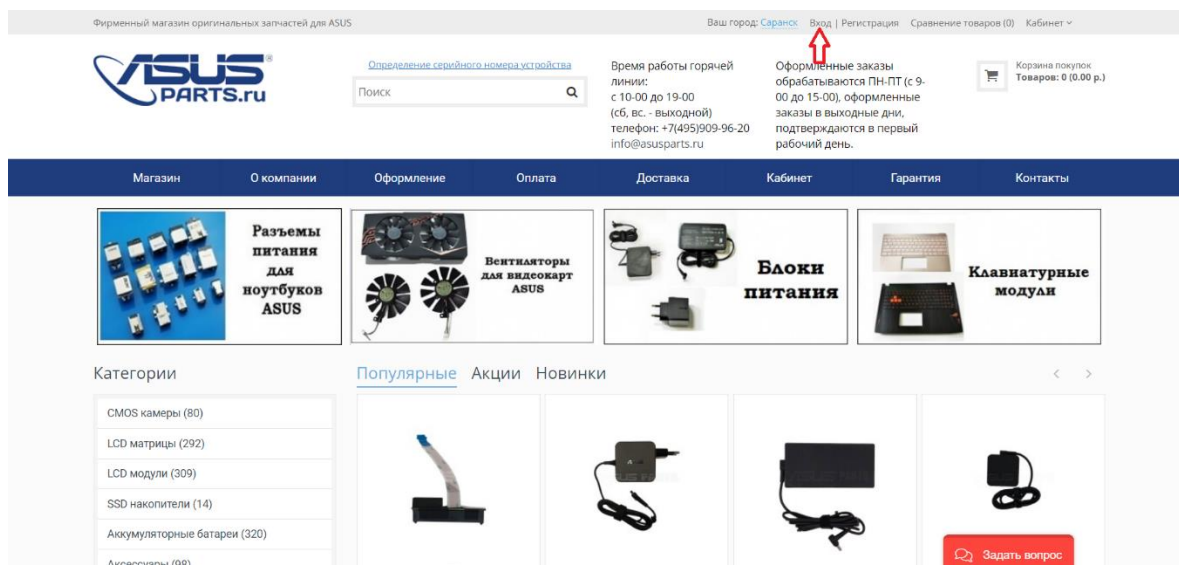 Фирменный магазин оригинальных запчастей для ASUS
Ваш город: Саранск Вход | Регистрация Сравнение товаров (0) Кабинет
ASUS®
PARTS.ru
Определение серийного номера устройства
Поиск
Время работы горячей
линии:
с 10-00 до 19-00
(сб, вс. - выходной)
телефон: +7(495)909-96-20
info@asusparts.ru
Оформленные заказы
обрабатываются ПН-ПТ (с 9-
00 до 15-00), оформленные
заказы в выходные дни,
подтверждаются в первый
рабочий день.
Корзина покупок
Товаров: 0 (0.00 р.)
Магазин О компании Оформление Оплата Доставка Кабинет Гарантия Контакты
Разъемы
питания
для
ноутбуков
ASUS
Вентиляторы
для видеокарт
ASUS
Блоки
питания
Клавиатурные
модули
Категории
Популярные Акции Новинки
CMOS камеры (80)
LCD матрицы (292)
LCD модули (309)
SSD накопители (14)
Аккумуляторные батареи (320)
Аксессуары (98)
Задать вопрос